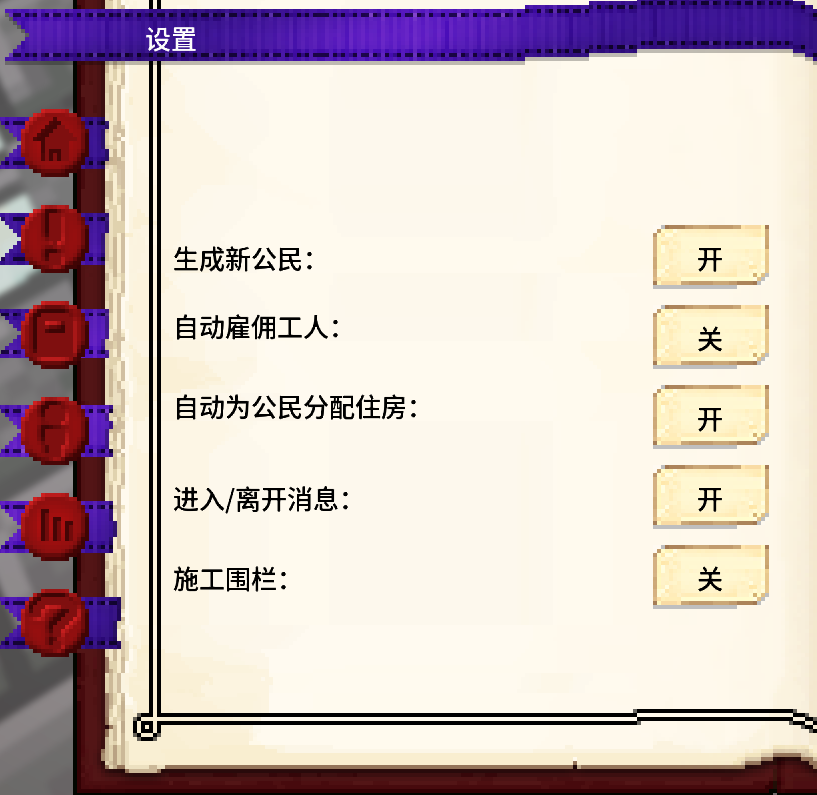 设置
生成新公民：
开
自动雇佣工人：
关
自动为公民分配住房：
开
进入/离开消息：
开
施工围栏：
关